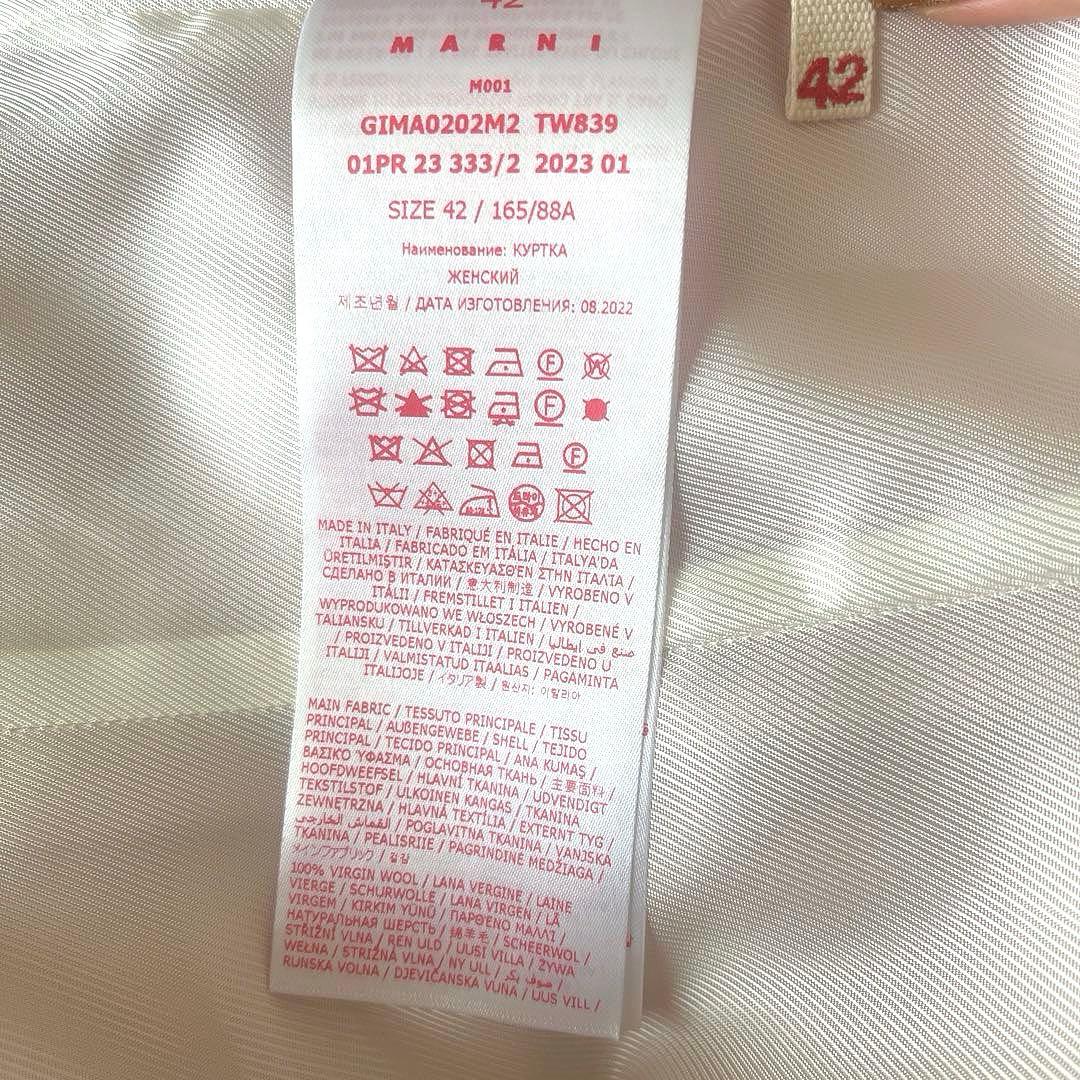 42
MARNI
42
M001
GIMA0202M2 TW839
01PR 23 333/2 2023 01
SIZE 42 / 165/88A
Наименование: КУРТКА
ЖЕНСКИЙ
제조년월 / ДАТА ИЗГОТОВЛЕНИЯ: 08.2022
MADE IN ITALY / FABRIQUÉ EN ITALIE / HECHO EN
ITALIA / FABRICADO EM ITÁLIA / ITALYA'DA
ÜRETILMIŞTIR / ΚΑΤΑΣΚΕΥΑΣΘΕΝ ΣΤΗΝ ΙΤΑΛΙΑ /
СДЕЛАНО В ИТАЛИИ / 意大利制造 / VYROBENO V
ITÁLII / FREMSTILLET I ITALIEN /
WYPRODUKOWANO WE WŁOSZECH / VYROBENÉ V
TALIANSKU / TILLVERKAD I ITALIEN / صنع في ايطاليا
/ PROIZVEDENO V ITALIJI / PROIZVEDENO U
ITALIJI / VALMISTATUD ITAALIAS / PAGAMINTA
ITALIJOJE / イタリア製 / 원산지: 이탈리아
MAIN FABRIC / TESSUTO PRINCIPALE / TISSU
PRINCIPAL / AUßENGEWEBE / SHELL / TEJIDO
PRINCIPAL / TECIDO PRINCIPAL / ANA KUMAŞ /
ΒΑΣΙΚΟ ΎΦΑΣΜΑ / ОСНОВНАЯ ТКАНЬ / 主要面料 /
HOOFDWEEFSEL / HLAVNÍ TKANINA / UDVENDIGT
TEKSTILSTOF / ULKOINEN KANGAS / TKANINA
ZEWNĘTRZNA / HLAVNÁ TEXTÍLIA / EXTERNT TYG /
القماش الخارجي / POGLAVITNA TKANINA / VANJSKA
TKANINA / PEALISRIIE / PAGRINDINĖ MEDŽIAGA /
メインファブリック / 겉감
100% VIRGIN WOOL / LANA VERGINE / LAINE
VIERGE / SCHURWOLLE / LANA VIRGEN / LÃ
VIRGEM / KIRKIM YÜNÜ / ΠΑΡΘΈΝΟ ΜΑΛΛΊ /
НАТУРАЛЬНАЯ ШЕРСТЬ / 绵羊毛 / SCHEERWOL /
STŘIŽNÍ VLNA / REN ULD / UUSI VILLA / ŻYWA
WEŁNA / STRIŽNÁ VLNA / NY ULL / صوف بكر /
RUNSKA VOLNA / DJEVIČANSKA VUNA / UUS VILL /